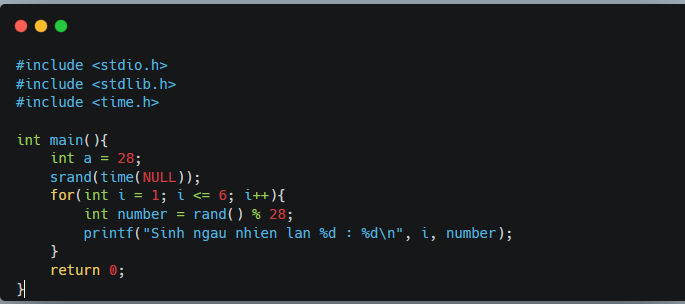 #include <stdio.h>
#include <stdlib.h>
#include <time.h>
int main(){
    int a = 28;
    srand(time(NULL));
    for(int i = 1; i <= 6; i++){
        int number = rand() % 28;
        printf("Sinh ngau nhien lan %d : %d\n", i, number);
    }
    return 0;
}